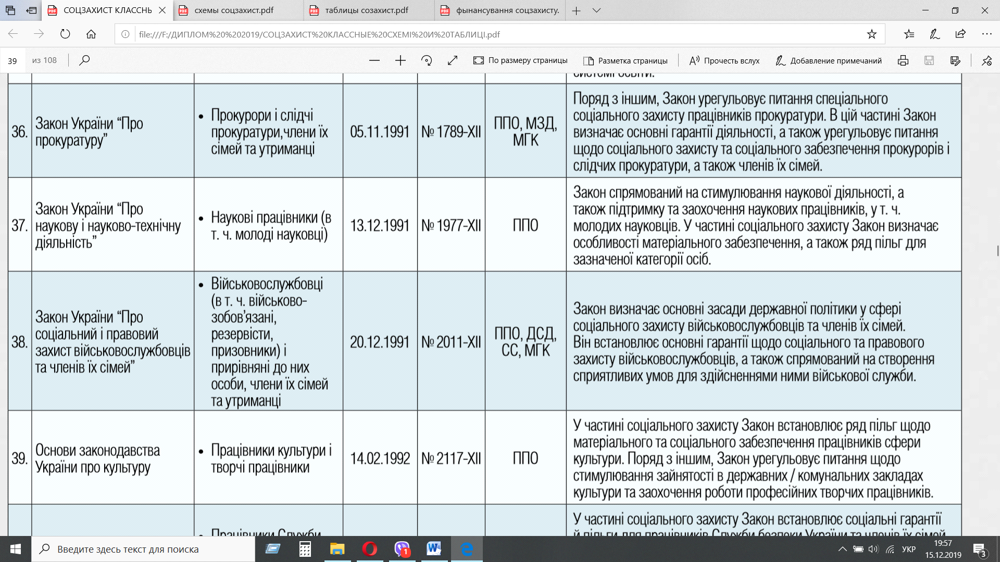 СОЦЗАХИСТ КЛАССНЬ
схемы соцзахист.pdf
таблицы созахист.pdf
фынансування соцзахисту.
file:///F:/ДИПЛОМ%20%202019/СОЦЗАХИСТ%20КЛАССНЫЕ%20СХЕМІ%20И%20ТАБЛИЦІ.pdf
39 из 108
По размеру страницы
Разметка страницы
Прочесть вслух
Добавление примечаний
системі освіти.
36.
Закон України “Про
прокуратуру”
• Прокурори і слідчі
прокуратури,члени їх
сімей та утриманці
05.11.1991
№ 1789-XII
ППО, МЗД,
МГК
Поряд з іншим, Закон урегульовує питання спеціального
соціального захисту працівників прокуратури. В цій частині Закон
визначає основні гарантії діяльності, а також урегульовує питання
щодо соціального захисту та соціального забезпечення прокурорів і
слідчих прокуратури, а також членів їх сімей.
37.
Закон України “Про
наукову і науково-технічну
діяльність”
• Наукові працівники (в
т. ч. молоді науковці)
13.12.1991
№ 1977-XII
ППО
Закон спрямований на стимулювання наукової діяльності, а
також підтримку та заохочення наукових працівників, у т. ч.
молодих науковців. У частині соціального захисту Закон визначає
особливості матеріального забезпечення, а також ряд пільг для
зазначеної категорії осіб.
38.
Закон України “Про
соціальний і правовий
захист військовослужбовців
та членів їх сімей”
• Військовослужбовці
(в т. ч. військово-
зобов’язані,
резервісти,
призовники) і
прирівняні до них
особи, члени їх сімей
та утриманці
20.12.1991
№ 2011-XII
ППО, ДСД,
СС, МГК
Закон визначає основні засади державної політики у сфері
соціального захисту військовослужбовців та членів їх сімей.
Він встановлює основні гарантії щодо соціального та правового
захисту військовослужбовців, а також спрямований на створення
сприятливих умов для здійсненнями ними військової служби.
39.
Основи законодавства
України про культуру
• Працівники культури і
творчі працівники
14.02.1992
№ 2117-XII
ППО
У частині соціального захисту Закон встановлює ряд пільг щодо
матеріального та соціального забезпечення працівників сфери
культури. Поряд з іншим, Закон урегульовує питання щодо
стимулювання зайнятості в державних / комунальних закладах
культури та заохочення роботи професійних творчих працівників.
• Працівники Служби
У частині соціального захисту Закон встановлює соціальні гарантії
й пільги для працівників Служби безпеки України та членів їх сімей
Введите здесь текст для поиска
1
УКР
19:57
15.12.2019
3